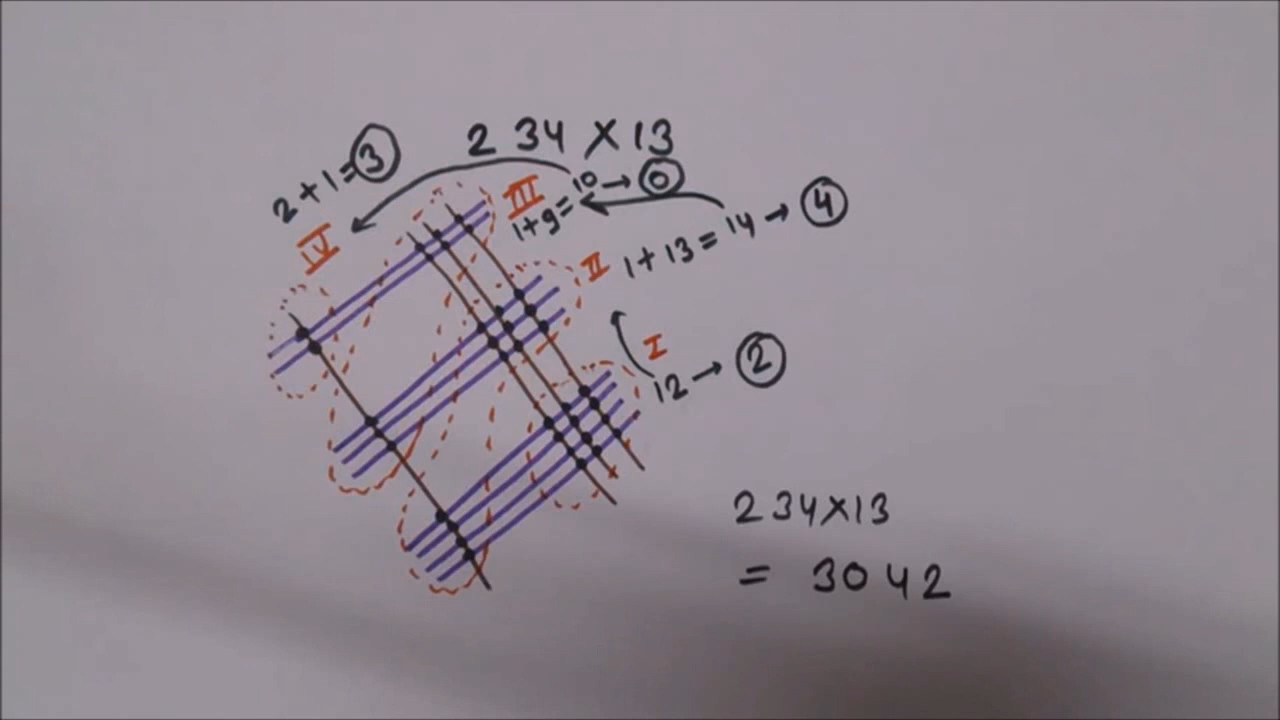 234 X 13
2+1=3
IV
III
1+9=10→0
II 1+13=14→4
I
12→2
234X13
= 3042